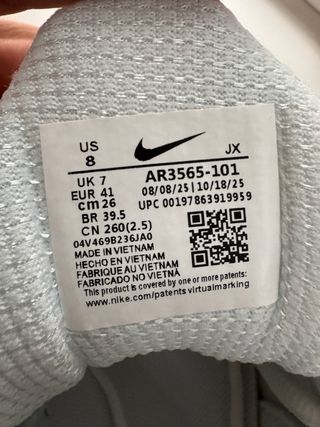 US
8
JX
UK 7
EUR 41
cm 26
BR 39.5
CN 260(2.5)
AR3565-101
08/08/25 | 10/18/25
UPC 00197863919959
04V469B236JA0
MADE IN VIETNAM
HECHO EN VIETNAM
FABRIQUE AU VIETNAM
FABRICADO NO VIETNÃ
This product is covered by one or more patents:
www.nike.com/patents virtualmarking